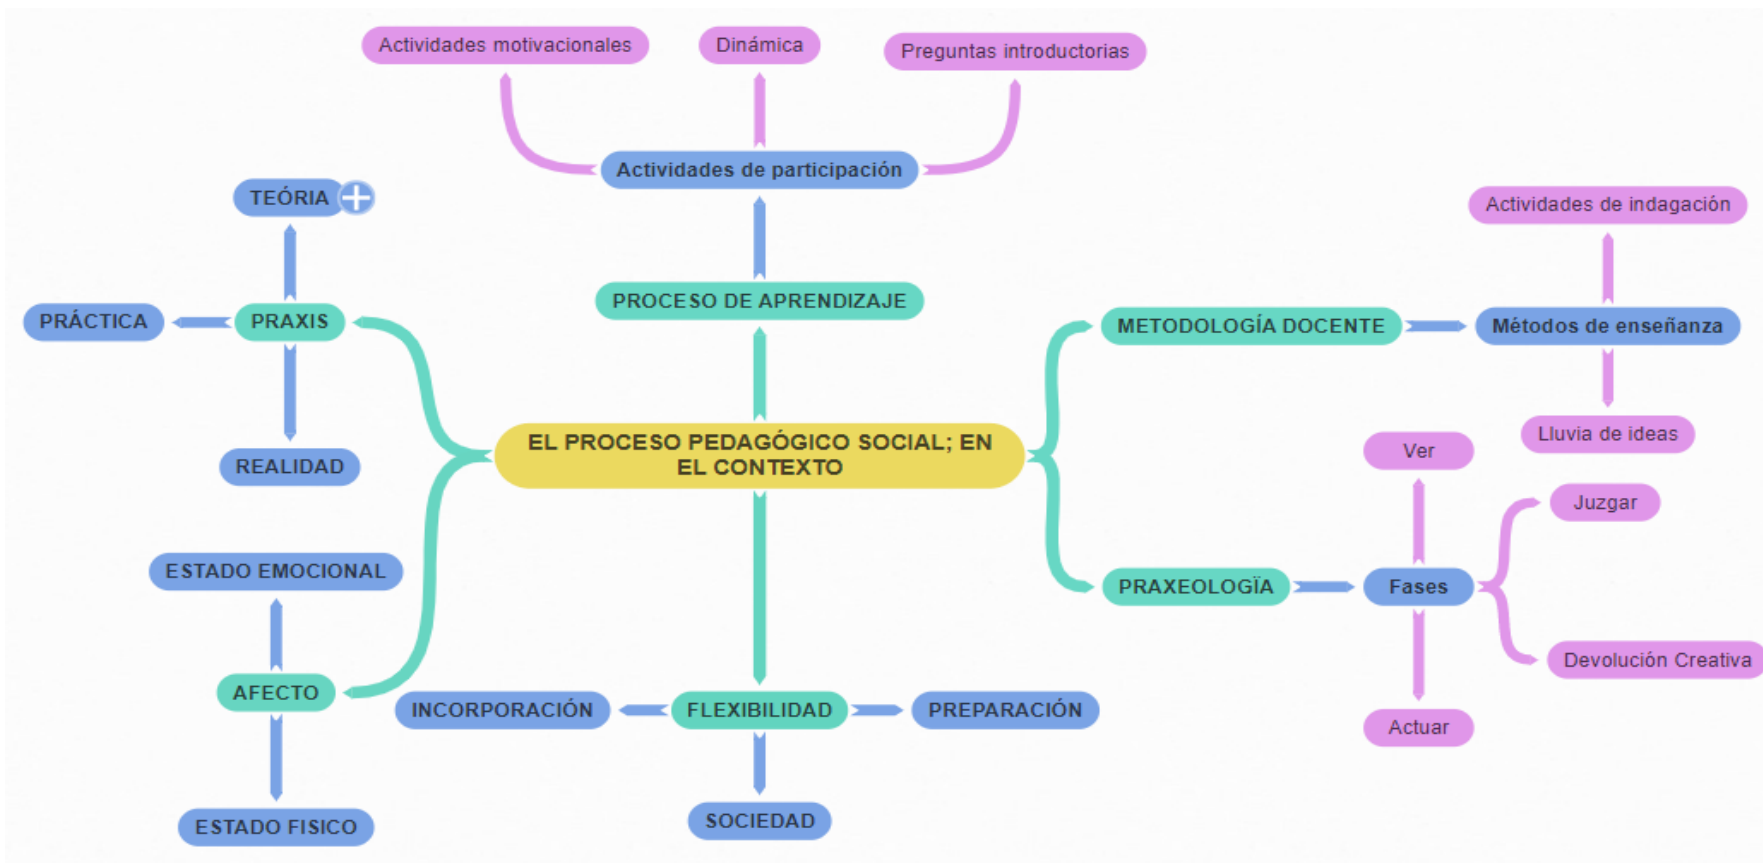 Actividades motivacionales
Dinámica
Preguntas introductorias
Actividades de participación
TEÓRIA
Actividades de indagación
PROCESO DE APRENDIZAJE
PRÁCTICA
PRAXIS
METODOLOGÍA DOCENTE
Métodos de enseñanza
EL PROCESO PEDAGÓGICO SOCIAL; EN
EL CONTEXTO
Lluvia de ideas
Ver
REALIDAD
Juzgar
ESTADO EMOCIONAL
PRAXEOLOGÏA
Fases
Devolución Creativa
AFECTO
INCORPORACIÓN
FLEXIBILIDAD
PREPARACIÓN
Actuar
SOCIEDAD
ESTADO FISICO